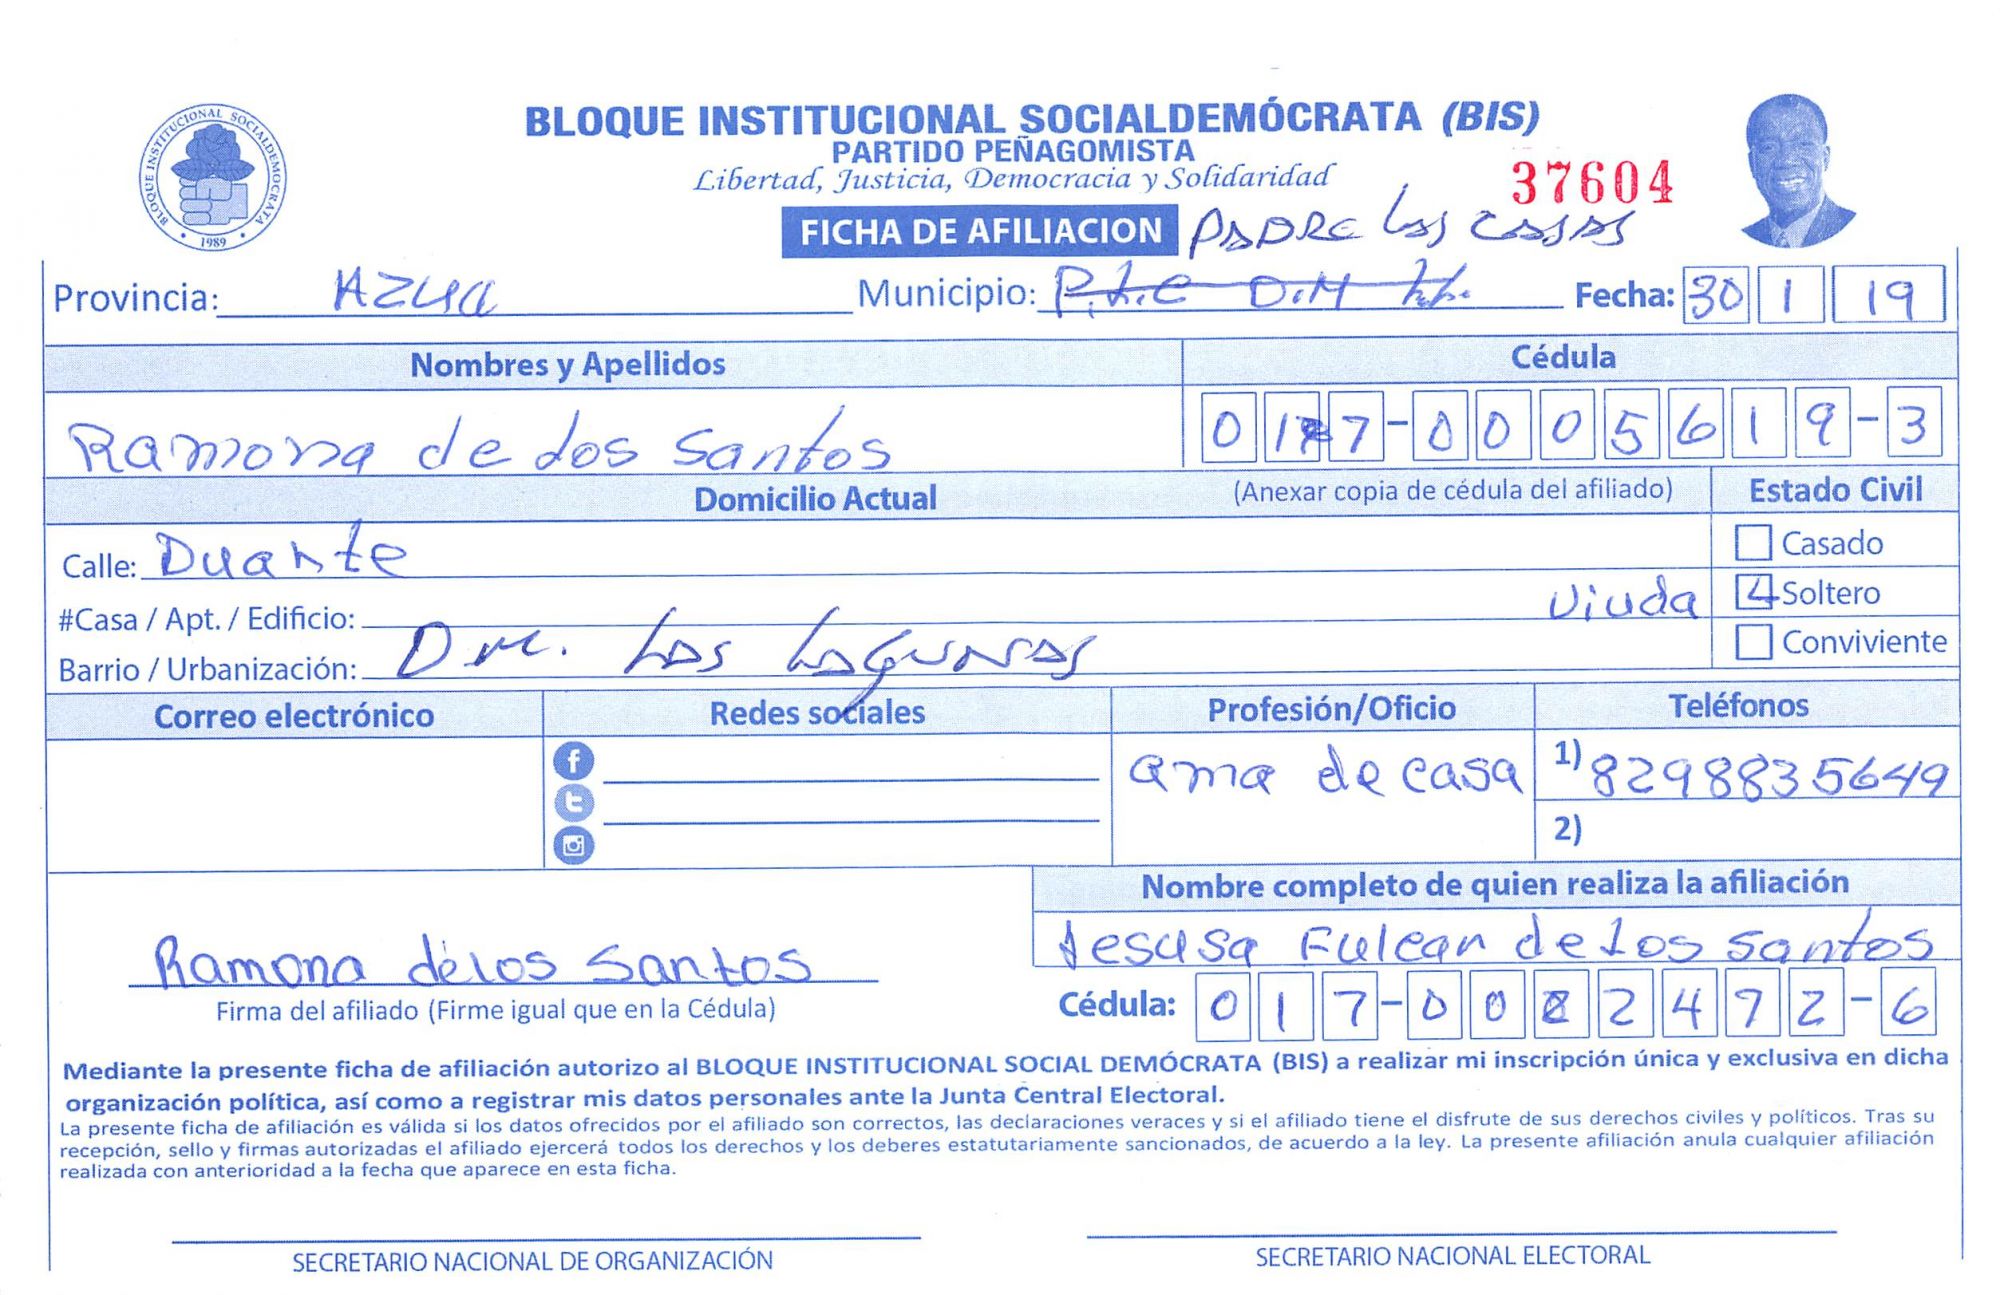 BLOQUE INSTITUCIONAL SOCIALDEMÓCRATA (BIS)
PARTIDO PEÑAGOMISTA
Libertad, Justicia, Democracia y Solidaridad
37604
BLOQUE INSTITUCIONAL SOCIALDEMOCRATA
1989
FICHA DE AFILIACION PADRE LAS CASAS
Provincia: AZUA Municipio: P.L.C D.M Fecha: 30 1 19
Nombres y Apellidos Cédula
Ramona de los Santos 017-0005619-3
Domicilio Actual (Anexar copia de cédula del afiliado) Estado Civil
Calle: Duarte Casado
#Casa / Apt. / Edificio: Viuda Soltero
Barrio / Urbanización: D.M. Las Lagunas Conviviente
Correo electrónico Redes sociales Profesión/Oficio Teléfonos
ama de casa 1) 8298835649
2)
Nombre completo de quien realiza la afiliación
Jesusa Fulcar de los Santos
Ramona de los Santos
Firma del afiliado (Firme igual que en la Cédula) Cédula: 017-0022492-6
Mediante la presente ficha de afiliación autorizo al BLOQUE INSTITUCIONAL SOCIAL DEMÓCRATA (BIS) a realizar mi inscripción única y exclusiva en dicha
organización política, así como a registrar mis datos personales ante la Junta Central Electoral.
La presente ficha de afiliación es válida si los datos ofrecidos por el afiliado son correctos, las declaraciones veraces y si el afiliado tiene el disfrute de sus derechos civiles y políticos. Tras su
recepción, sello y firmas autorizadas el afiliado ejercerá todos los derechos y los deberes estatutariamente sancionados, de acuerdo a la ley. La presente afiliación anula cualquier afiliación
realizada con anterioridad a la fecha que aparece en esta ficha.
SECRETARIO NACIONAL DE ORGANIZACIÓN SECRETARIO NACIONAL ELECTORAL